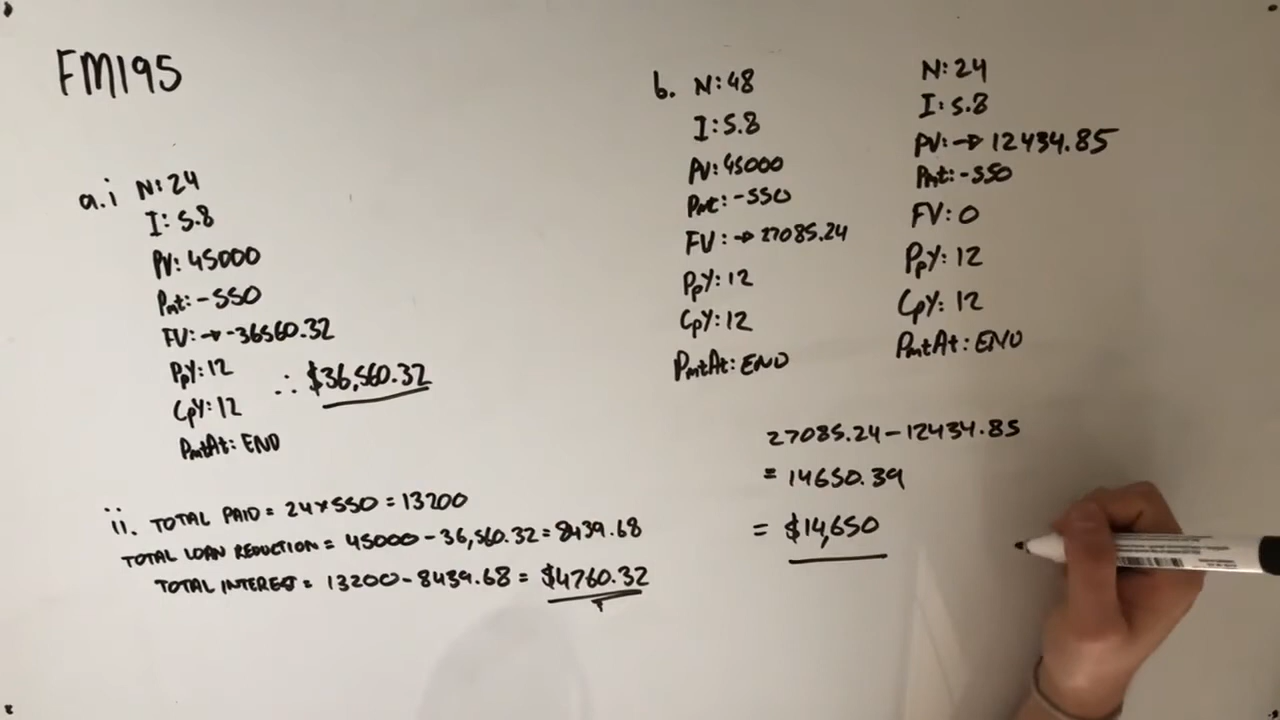 FM195
a.i N: 24
I: 5.8
PV: 45000
Pmt: -550
FV: → -36560.32
PpY: 12
CpY: 12
PmtAt: END
∴ $36,560.32
ii. TOTAL PAID = 24 × 550 = 13200
TOTAL LOAN REDUCTION = 45000 - 36,560.32 = 8439.68
TOTAL INTEREST = 13200 - 8439.68 = $4760.32
b. N: 48
I: 5.8
PV: 45000
Pmt: -550
FV: → 27085.24
PpY: 12
CpY: 12
PmtAt: END
N: 24
I: 5.8
PV: → 12434.85
Pmt: -550
FV: 0
PpY: 12
CpY: 12
PmtAt: END
27085.24 - 12434.85
= 14650.39
= $14,650